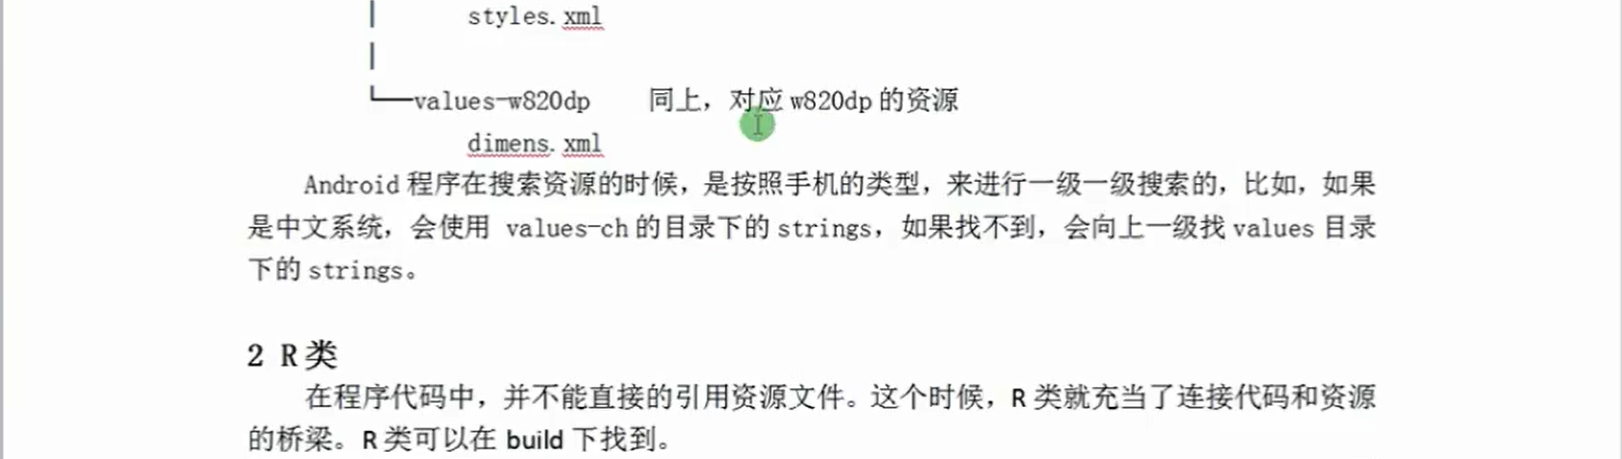 styles.xml
└──values-w820dp 同上，对应 w820dp 的资源
dimens.xml
Android 程序在搜索资源的时候，是按照手机的类型，来进行一级一级搜索的，比如，如果
是中文系统，会使用 values-ch 的目录下的 strings，如果找不到，会向上一级找 values 目录
下的 strings。
2 R 类
在程序代码中，并不能直接的引用资源文件。这个时候，R 类就充当了连接代码和资源
的桥梁。R 类可以在 build 下找到。